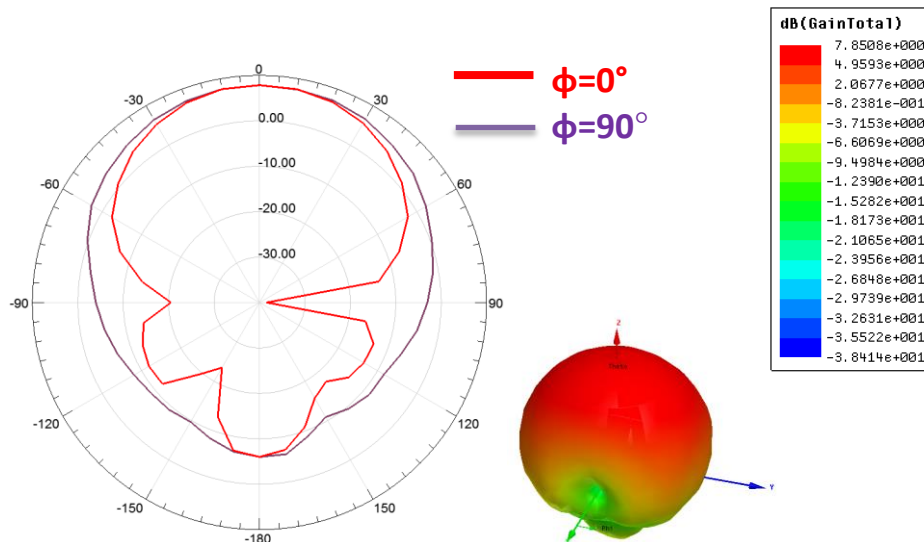 0
30
60
90
120
150
-180
-150
-120
-90
-60
-30
0.00
-10.00
-20.00
-30.00
ϕ=0°
ϕ=90°
dB(GainTotal)
7.8508e+000
4.9593e+000
2.0677e+000
-8.2381e-001
-3.7153e+000
-6.6069e+000
-9.4984e+000
-1.2390e+001
-1.5282e+001
-1.8173e+001
-2.1065e+001
-2.3956e+001
-2.6848e+001
-2.9739e+001
-3.2631e+001
-3.5522e+001
-3.8414e+001
Z
Theta
Y
Phi